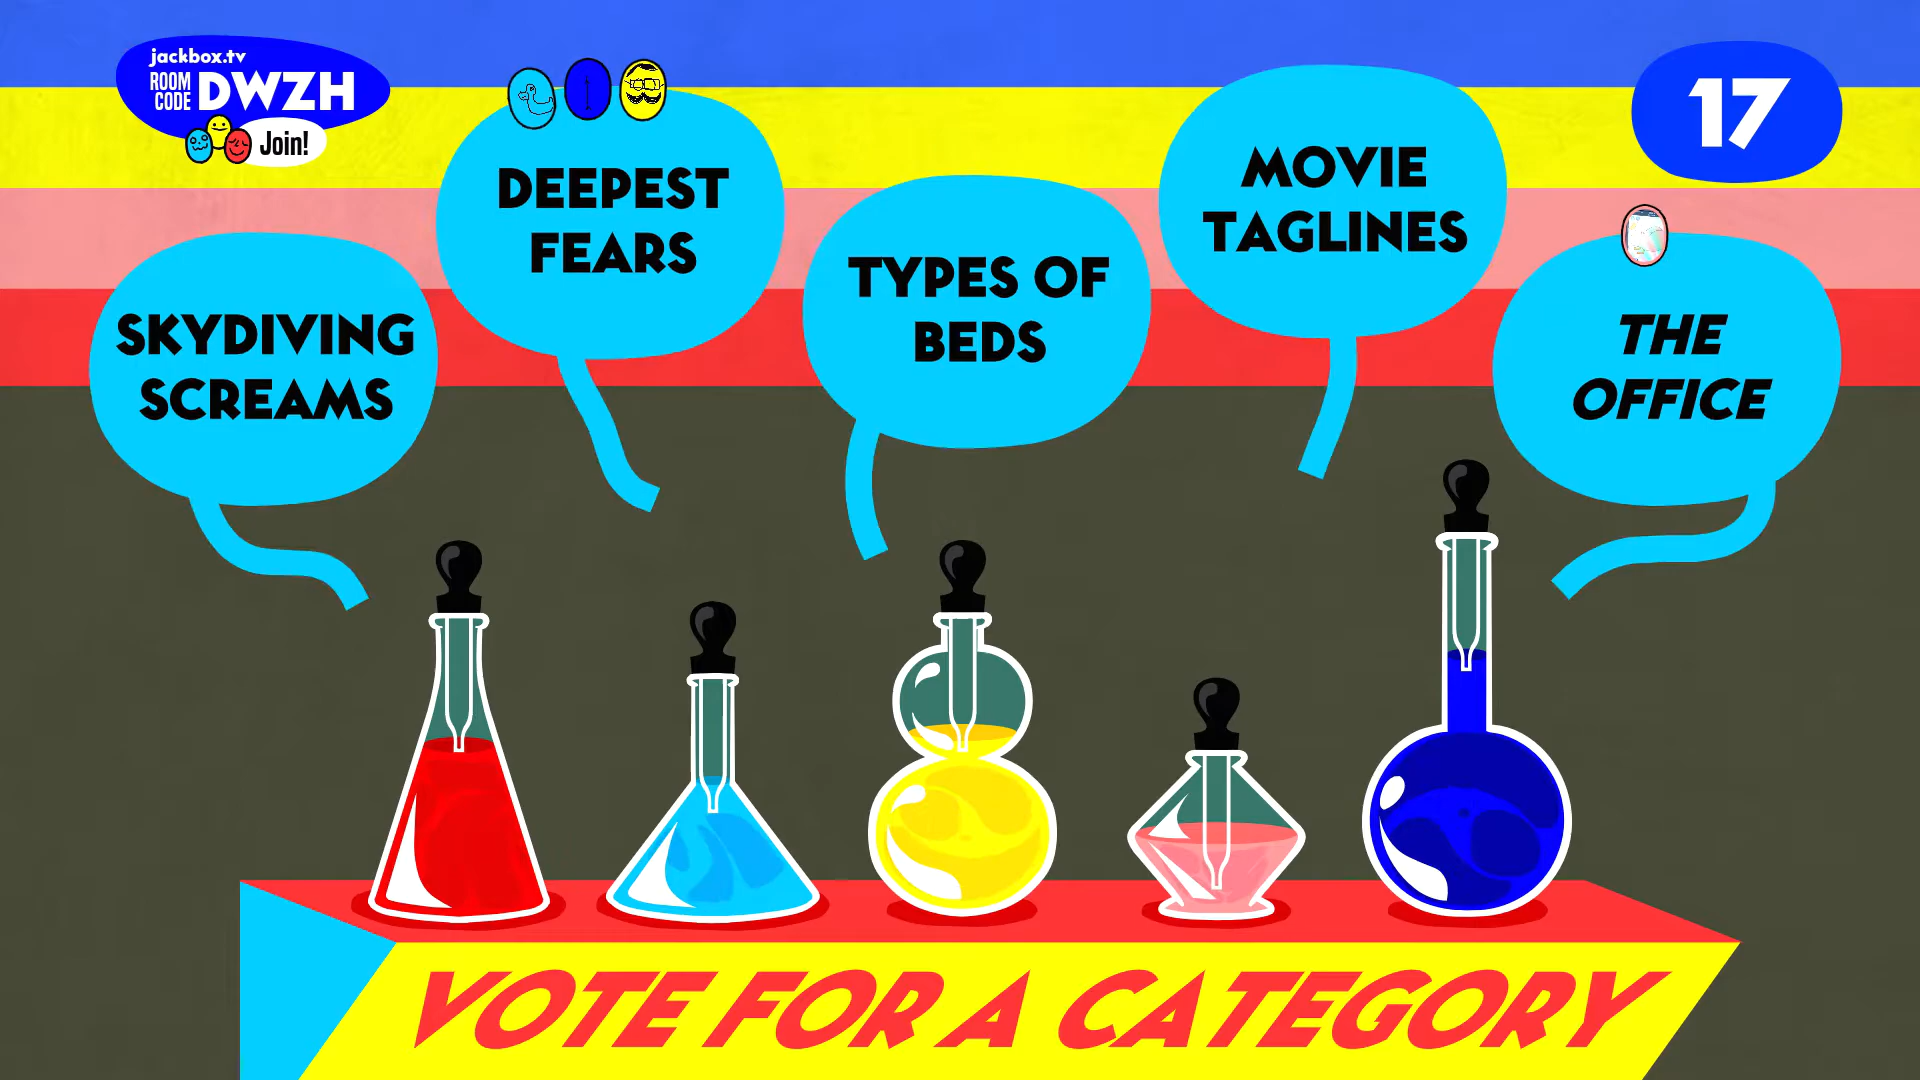 jackbox.tv
ROOM
CODE
DWZH
Join!
17
SKYDIVING
SCREAMS
DEEPEST
FEARS
TYPES OF
BEDS
MOVIE
TAGLINES
THE
OFFICE
VOTE FOR A CATEGORY